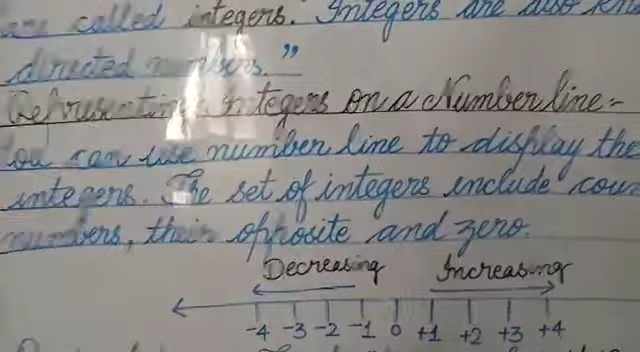 are called integers. Integers are also
directed numbers."
Representing Integers on a Number line:-
You can use number line to display the
integers. The set of integers include
numbers, their opposite and zero.
Decreasing Increasing
-4 -3 -2 -1 0 +1 +2 +3 +4